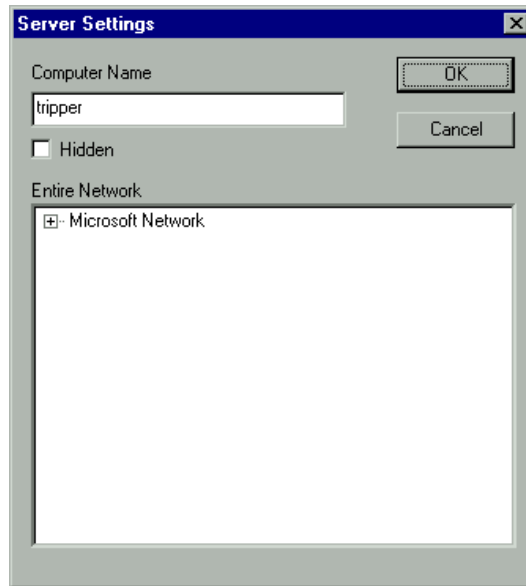 Server Settings
Computer Name
OK
tripper
Cancel
Hidden
Entire Network
Microsoft Network